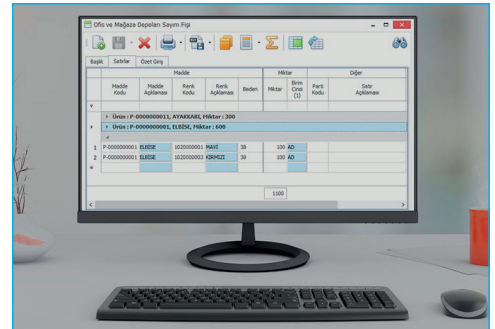 Ofis ve Mağaza Depoları Sayım Fişi
Başlık Satırlar Özet Giriş
Madde Miktar Diğer
Madde Kodu Madde Açıklaması Renk Kodu Renk Açıklaması Beden Miktar Birim Cinsi (1) Parti Kodu Satır Açıklaması
Ürün : P-0000000011, AYAKKABI, Miktar : 300
Ürün : P-0000000001, ELBİSE, Miktar : 600
1 P-0000000001 ELBİSE 1020000001 MAVİ 38 100 AD
2 P-0000000001 ELBİSE 1020000003 KIRMIZI 39 100 AD
1100